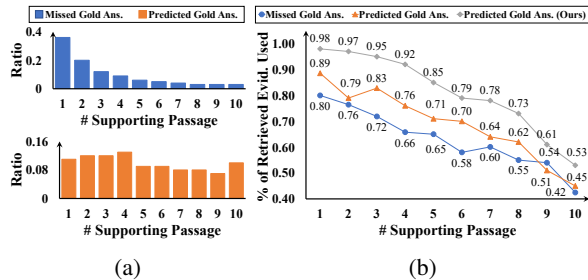 Missed Gold Ans. Predicted Gold Ans.
Ratio
0.4
0.2
0
1 2 3 4 5 6 7 8 9 10
# Supporting Passage
Ratio
0.16
0.08
0
1 2 3 4 5 6 7 8 9 10
# Supporting Passage
(a)
Missed Gold Ans. Predicted Gold Ans. Predicted Gold Ans. (Ours)
% of Retrieved Evid. Used
1.00
0.90
0.80
0.70
0.60
0.50
0.40
0.98 0.97 0.95 0.92 0.85 0.79 0.78 0.73 0.61 0.53
0.89 0.79 0.83 0.76 0.71 0.70 0.64 0.62 0.51 0.45
0.80 0.76 0.72 0.66 0.65 0.58 0.60 0.55 0.54 0.42
1 2 3 4 5 6 7 8 9 10
# Supporting Passage
(b)